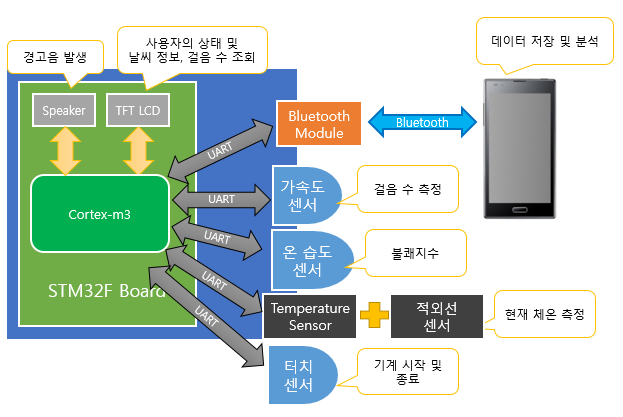 사용자의 상태 및
날씨 정보, 걸음 수 조회
경고음 발생
데이터 저장 및 분석
Speaker
TFT LCD
Bluetooth
Module
Bluetooth
UART
Cortex-m3
UART
가속도
센서
걸음 수 측정
UART
온 습도
센서
불쾌지수
STM32F Board
UART
Temperature
Sensor
적외선
센서
현재 체온 측정
UART
터치
센서
기계 시작 및
종료